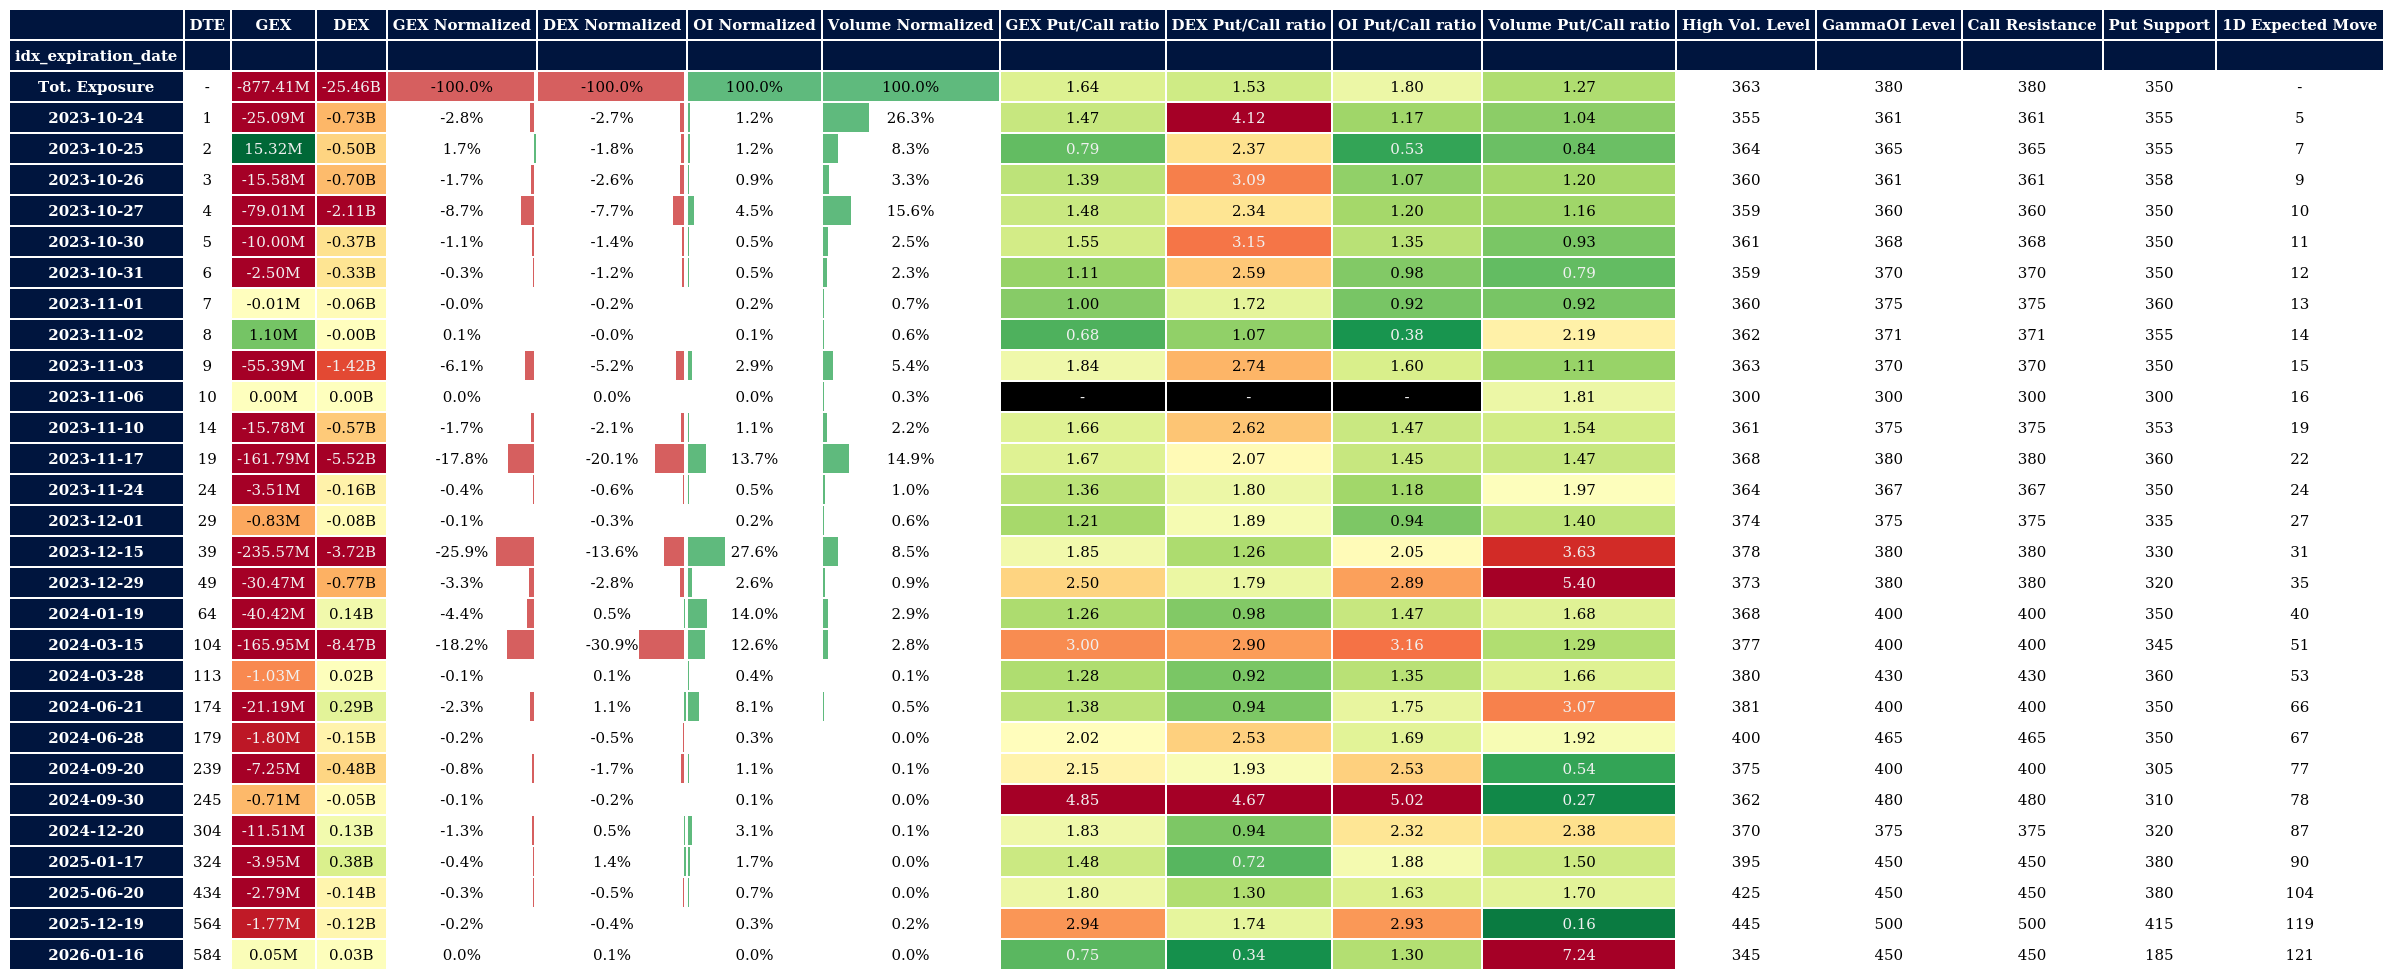 DTE GEX DEX GEX Normalized DEX Normalized OI Normalized Volume Normalized GEX Put/Call ratio DEX Put/Call ratio OI Put/Call ratio Volume Put/Call ratio High Vol. Level GammaOI Level Call Resistance Put Support 1D Expected Move
idx_expiration_date
Tot. Exposure - -877.41M -25.46B -100.0% -100.0% 100.0% 100.0% 1.64 1.53 1.80 1.27 363 380 380 350 -
2023-10-24 1 -25.09M -0.73B -2.8% -2.7% 1.2% 26.3% 1.47 4.12 1.17 1.04 355 361 361 355 5
2023-10-25 2 15.32M -0.50B 1.7% -1.8% 1.2% 8.3% 0.79 2.37 0.53 0.84 364 365 365 355 7
2023-10-26 3 -15.58M -0.70B -1.7% -2.6% 0.9% 3.3% 1.39 3.09 1.07 1.20 360 361 361 358 9
2023-10-27 4 -79.01M -2.11B -8.7% -7.7% 4.5% 15.6% 1.48 2.34 1.20 1.16 359 360 360 350 10
2023-10-30 5 -10.00M -0.37B -1.1% -1.4% 0.5% 2.5% 1.55 3.15 1.35 0.93 361 368 368 350 11
2023-10-31 6 -2.50M -0.33B -0.3% -1.2% 0.5% 2.3% 1.11 2.59 0.98 0.79 359 370 370 350 12
2023-11-01 7 -0.01M -0.06B -0.0% -0.2% 0.2% 0.7% 1.00 1.72 0.92 0.92 360 375 375 360 13
2023-11-02 8 1.10M -0.00B 0.1% -0.0% 0.1% 0.6% 0.68 1.07 0.38 2.19 362 371 371 355 14
2023-11-03 9 -55.39M -1.42B -6.1% -5.2% 2.9% 5.4% 1.84 2.74 1.60 1.11 363 370 370 350 15
2023-11-06 10 0.00M 0.00B 0.0% 0.0% 0.0% 0.3% - - - 1.81 300 300 300 300 16
2023-11-10 14 -15.78M -0.57B -1.7% -2.1% 1.1% 2.2% 1.66 2.62 1.47 1.54 361 375 375 353 19
2023-11-17 19 -161.79M -5.52B -17.8% -20.1% 13.7% 14.9% 1.67 2.07 1.45 1.47 368 380 380 360 22
2023-11-24 24 -3.51M -0.16B -0.4% -0.6% 0.5% 1.0% 1.36 1.80 1.18 1.97 364 367 367 350 24
2023-12-01 29 -0.83M -0.08B -0.1% -0.3% 0.2% 0.6% 1.21 1.89 0.94 1.40 374 375 375 335 27
2023-12-15 39 -235.57M -3.72B -25.9% -13.6% 27.6% 8.5% 1.85 1.26 2.05 3.63 378 380 380 330 31
2023-12-29 49 -30.47M -0.77B -3.3% -2.8% 2.6% 0.9% 2.50 1.79 2.89 5.40 373 380 380 320 35
2024-01-19 64 -40.42M 0.14B -4.4% 0.5% 14.0% 2.9% 1.26 0.98 1.47 1.68 368 400 400 350 40
2024-03-15 104 -165.95M -8.47B -18.2% -30.9% 12.6% 2.8% 3.00 2.90 3.16 1.29 377 400 400 345 51
2024-03-28 113 -1.03M 0.02B -0.1% 0.1% 0.4% 0.1% 1.28 0.92 1.35 1.66 380 430 430 360 53
2024-06-21 174 -21.19M 0.29B -2.3% 1.1% 8.1% 0.5% 1.38 0.94 1.75 3.07 381 400 400 350 66
2024-06-28 179 -1.80M -0.15B -0.2% -0.5% 0.3% 0.0% 2.02 2.53 1.69 1.92 400 465 465 350 67
2024-09-20 239 -7.25M -0.48B -0.8% -1.7% 1.1% 0.1% 2.15 1.93 2.53 0.54 375 400 400 305 77
2024-09-30 245 -0.71M -0.05B -0.1% -0.2% 0.1% 0.0% 4.85 4.67 5.02 0.27 362 480 480 310 78
2024-12-20 304 -11.51M 0.13B -1.3% 0.5% 3.1% 0.1% 1.83 0.94 2.32 2.38 370 375 375 320 87
2025-01-17 324 -3.95M 0.38B -0.4% 1.4% 1.7% 0.0% 1.48 0.72 1.88 1.50 395 450 450 380 90
2025-06-20 434 -2.79M -0.14B -0.3% -0.5% 0.7% 0.0% 1.80 1.30 1.63 1.70 425 450 450 380 104
2025-12-19 564 -1.77M -0.12B -0.2% -0.4% 0.3% 0.2% 2.94 1.74 2.93 0.16 445 500 500 415 119
2026-01-16 584 0.05M 0.03B 0.0% 0.1% 0.0% 0.0% 0.75 0.34 1.30 7.24 345 450 450 185 121